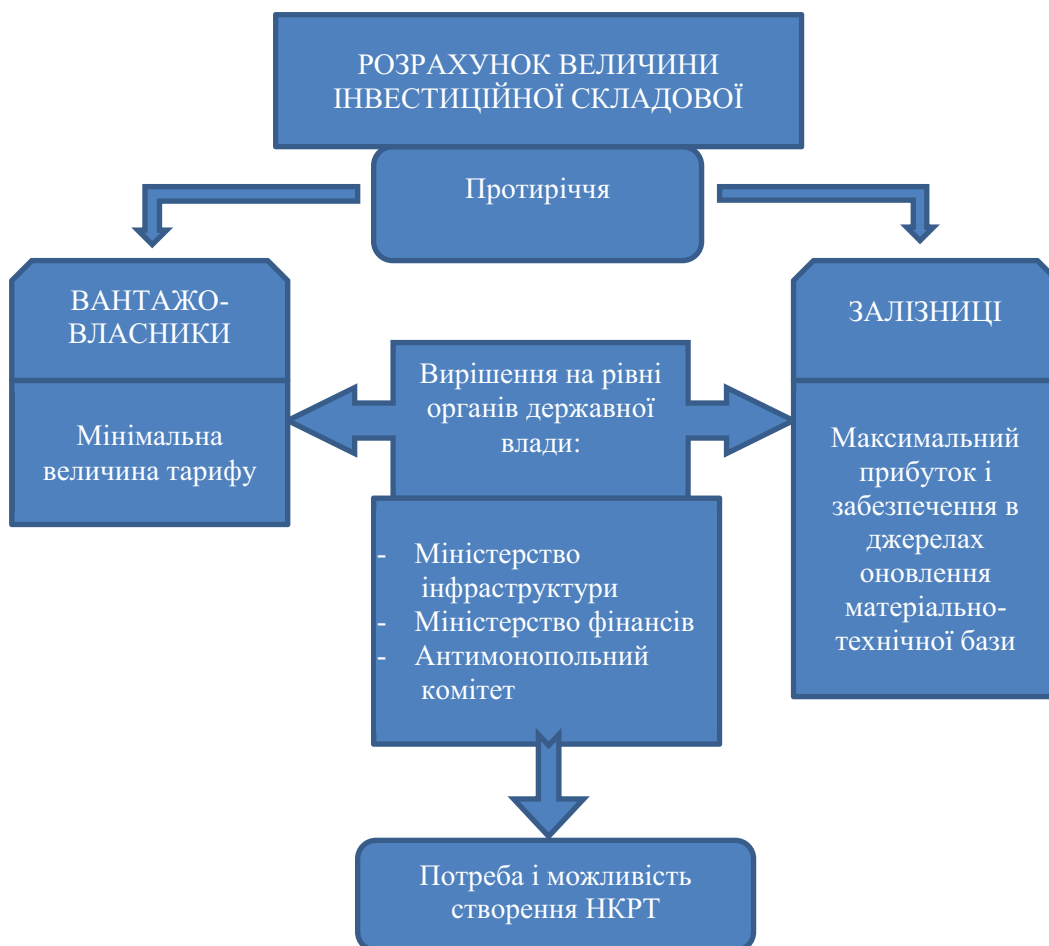 РОЗРАХУНОК ВЕЛИЧИНИ
ІНВЕСТИЦІЙНОЇ СКЛАДОВОЇ
Протиріччя
ВАНТАЖО-
ВЛАСНИКИ
Мінімальна
величина тарифу
Вирішення на рівні
органів державної
влади:
- Міністерство
інфраструктури
- Міністерство фінансів
- Антимонопольний
комітет
ЗАЛІЗНИЦІ
Максимальний
прибуток і
забезпечення в
джерелах
оновлення
матеріально-
технічної бази
Потреба і можливість
створення НКРТ